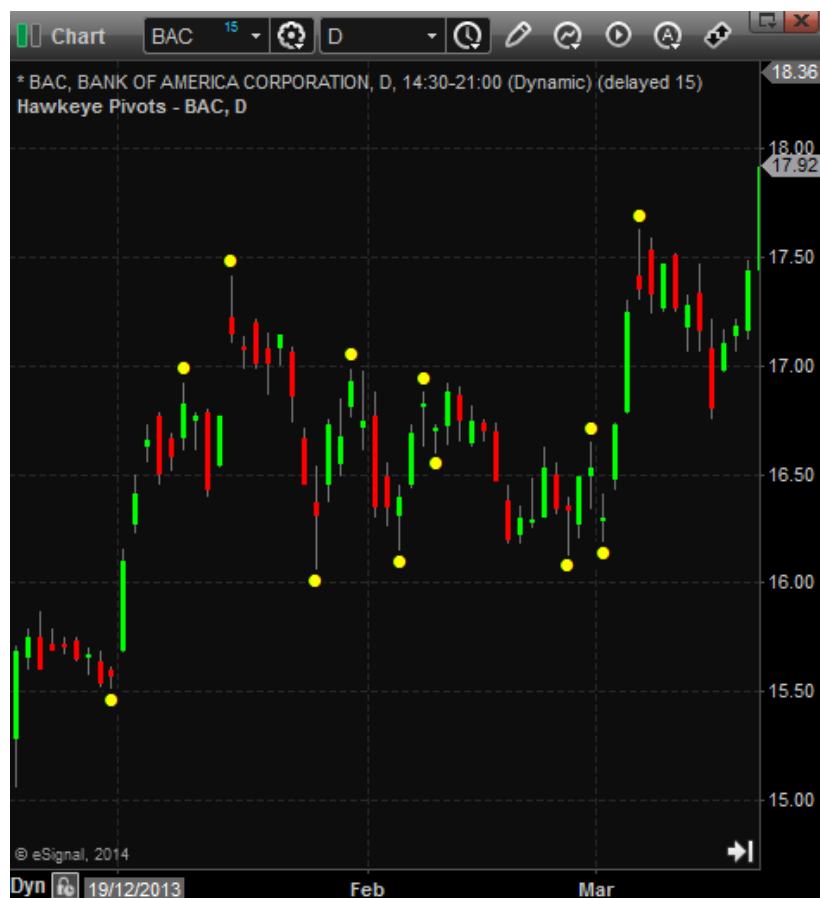 Chart BAC 15 D
* BAC, BANK OF AMERICA CORPORATION, D, 14:30-21:00 (Dynamic) (delayed 15)
Hawkeye Pivots - BAC, D
18.36
18.00
17.92
17.50
17.00
16.50
16.00
15.50
15.00
© eSignal, 2014
Dyn 19/12/2013 Feb Mar